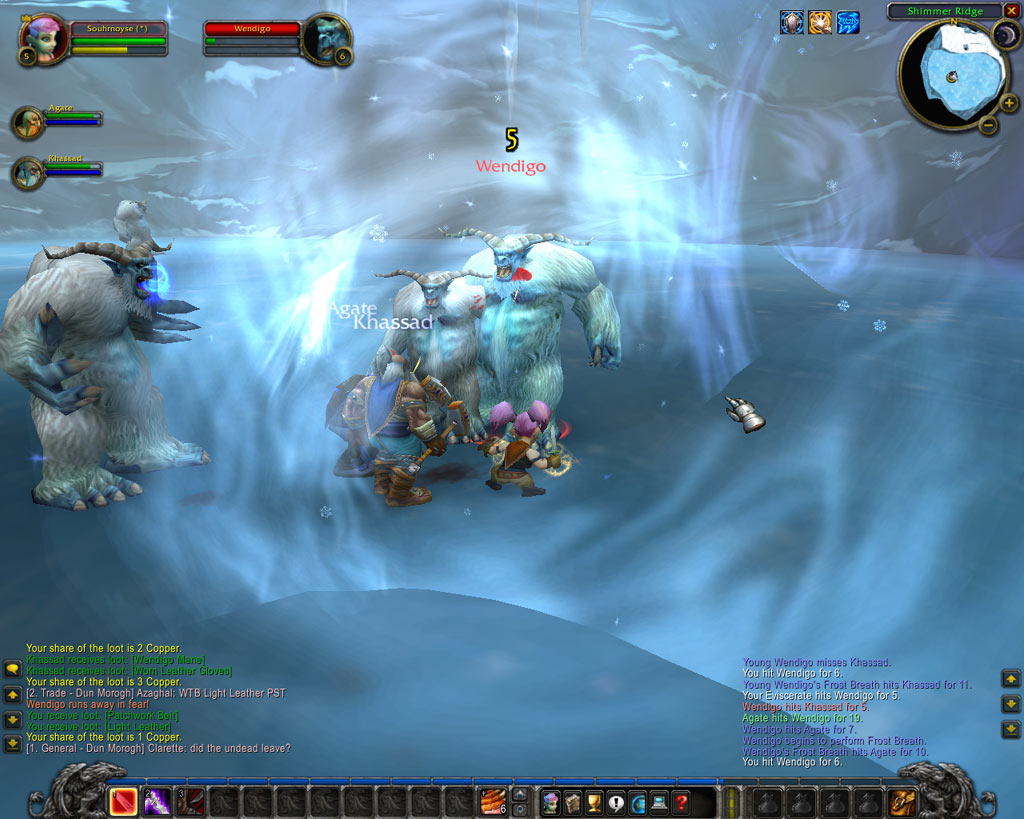 Souhrnoyse (*)
5
Wendigo
6
Shimmer Ridge
N
Agate
Khassad
5
Wendigo
Agate
Khassad
Your share of the loot is 2 Copper.
Khassad receives loot: [Wendigo Mane]
Khassad receives loot: [Worn Leather Gloves]
Your share of the loot is 3 Copper.
[2. Trade - Dun Morogh] Azaghal: WTB Light Leather PST
Wendigo runs away in fear!
You receive loot: [Patchwork Belt]
You receive loot: [Light Leather]
Your share of the loot is 1 Copper.
[1. General - Dun Morogh] Clarette: did the undead leave?
Young Wendigo misses Khassad.
You hit Wendigo for 6.
Young Wendigo's Frost Breath hits Khassad for 11.
Your Eviscerate hits Wendigo for 5.
Wendigo hits Khassad for 5.
Agate hits Wendigo for 19.
Wendigo hits Agate for 7.
Wendigo begins to perform Frost Breath.
Wendigo's Frost Breath hits Agate for 10.
You hit Wendigo for 6.
1
2
3
6